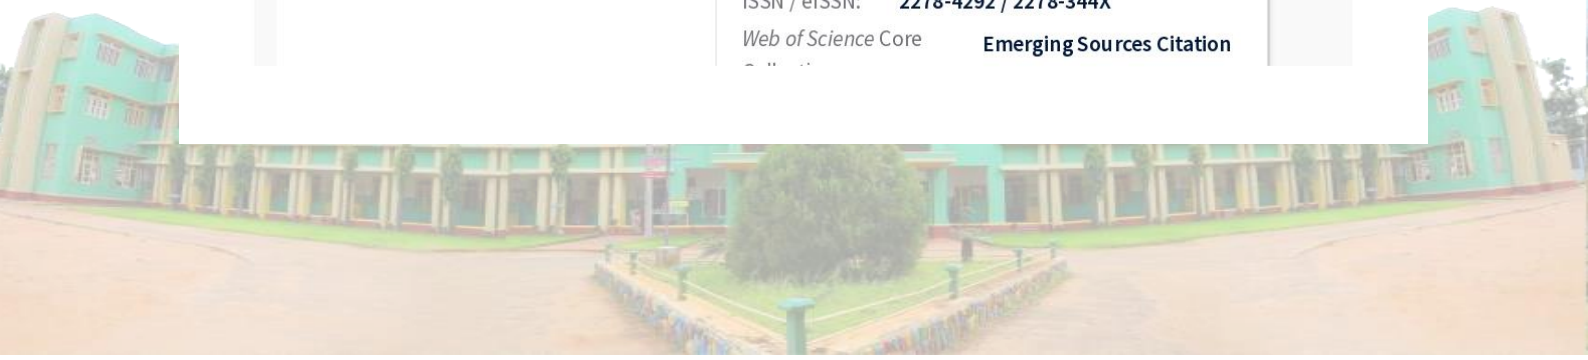 ISSN / eISSN: 2278-4292 / 2278-344X
Web of Science Core Emerging Sources Citation